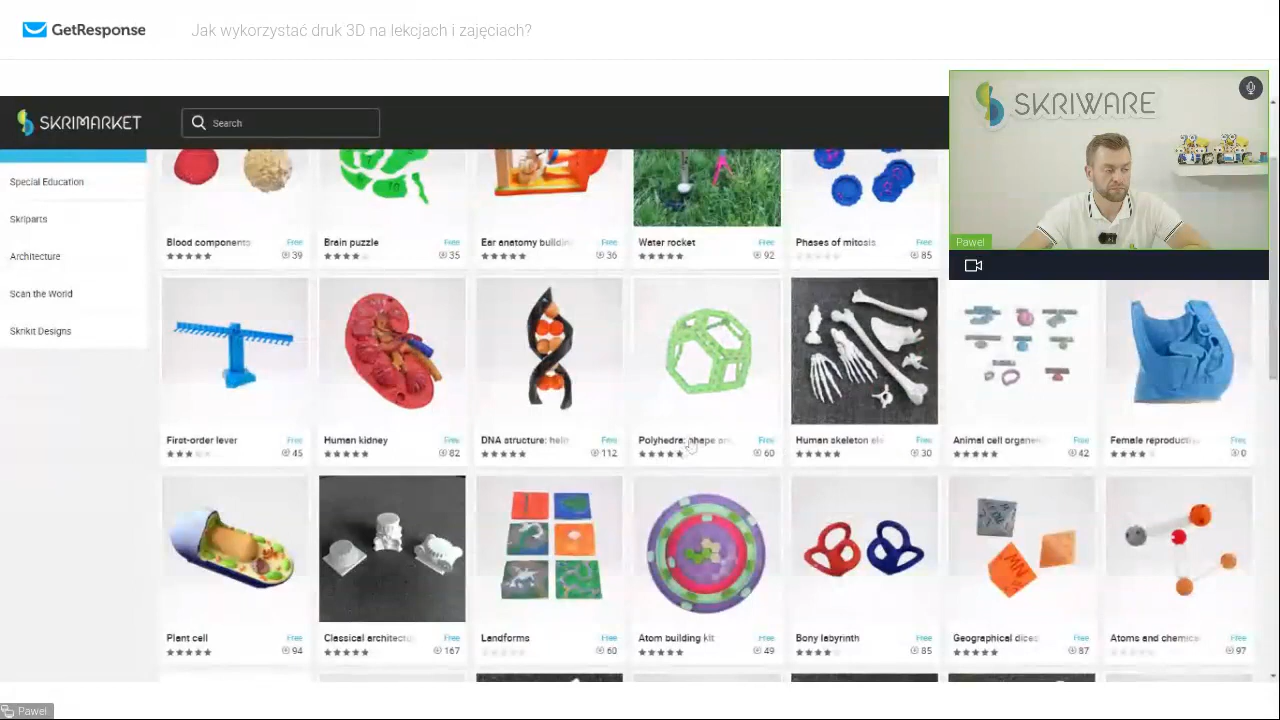 GetResponse
Jak wykorzystać druk 3D na lekcjach i zajęciach?
SKRIMARKET
Search
SKRIWARE
Pawel
Special Education
Skriparts
Architecture
Scan the World
Skrikit Designs
Blood components Free
39
Brain puzzle Free
35
Ear anatomy buildin Free
36
Water rocket Free
92
Phases of mitosis Free
85
First-order lever Free
45
Human kidney Free
82
DNA structure: heli Free
112
Polyhedra: shape an Free
60
Human skeleton ele Free
30
Animal cell organe Free
42
Female reproducti Free
0
Plant cell Free
94
Classical architectu Free
167
Landforms Free
60
Atom building kit Free
49
Bony labyrinth Free
85
Geographical dices Free
87
Atoms and chemica Free
97
Pawel